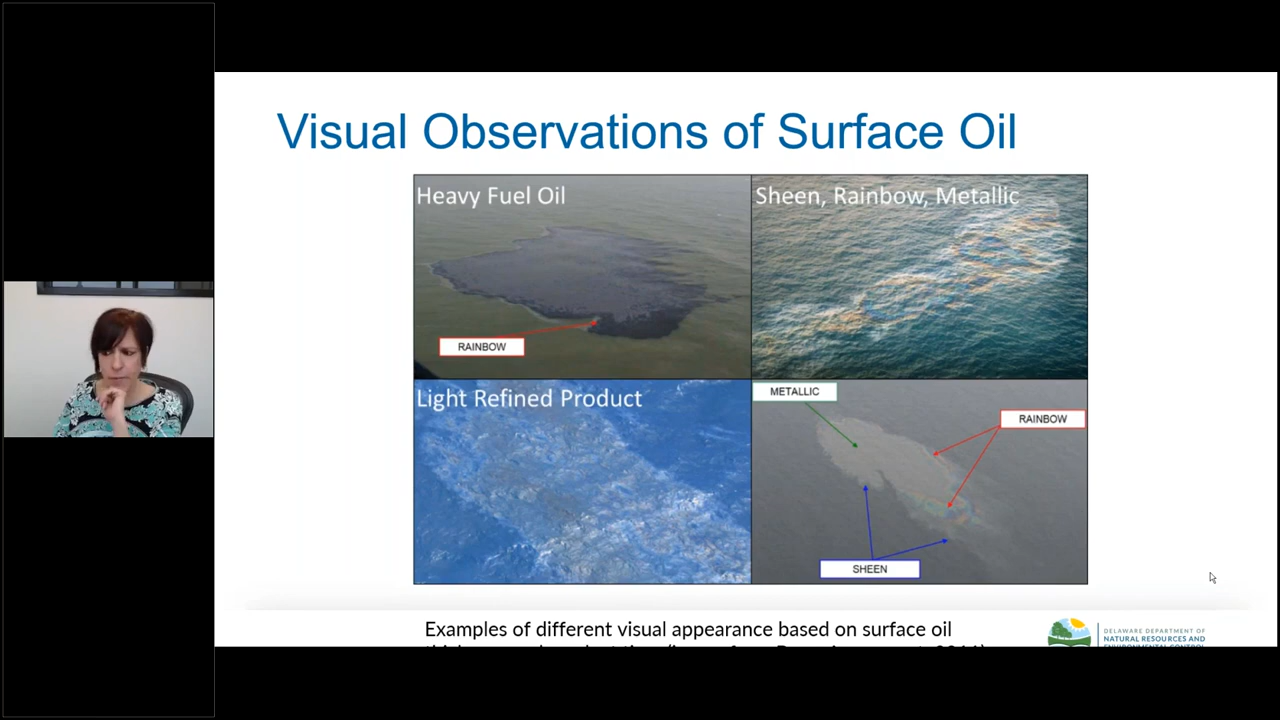 Visual Observations of Surface Oil
Heavy Fuel Oil
Sheen, Rainbow, Metallic
RAINBOW
Light Refined Product
METALLIC
RAINBOW
SHEEN
Examples of different visual appearance based on surface oil
DELAWARE DEPARTMENT OF
NATURAL RESOURCES AND
ENVIRONMENTAL CONTROL